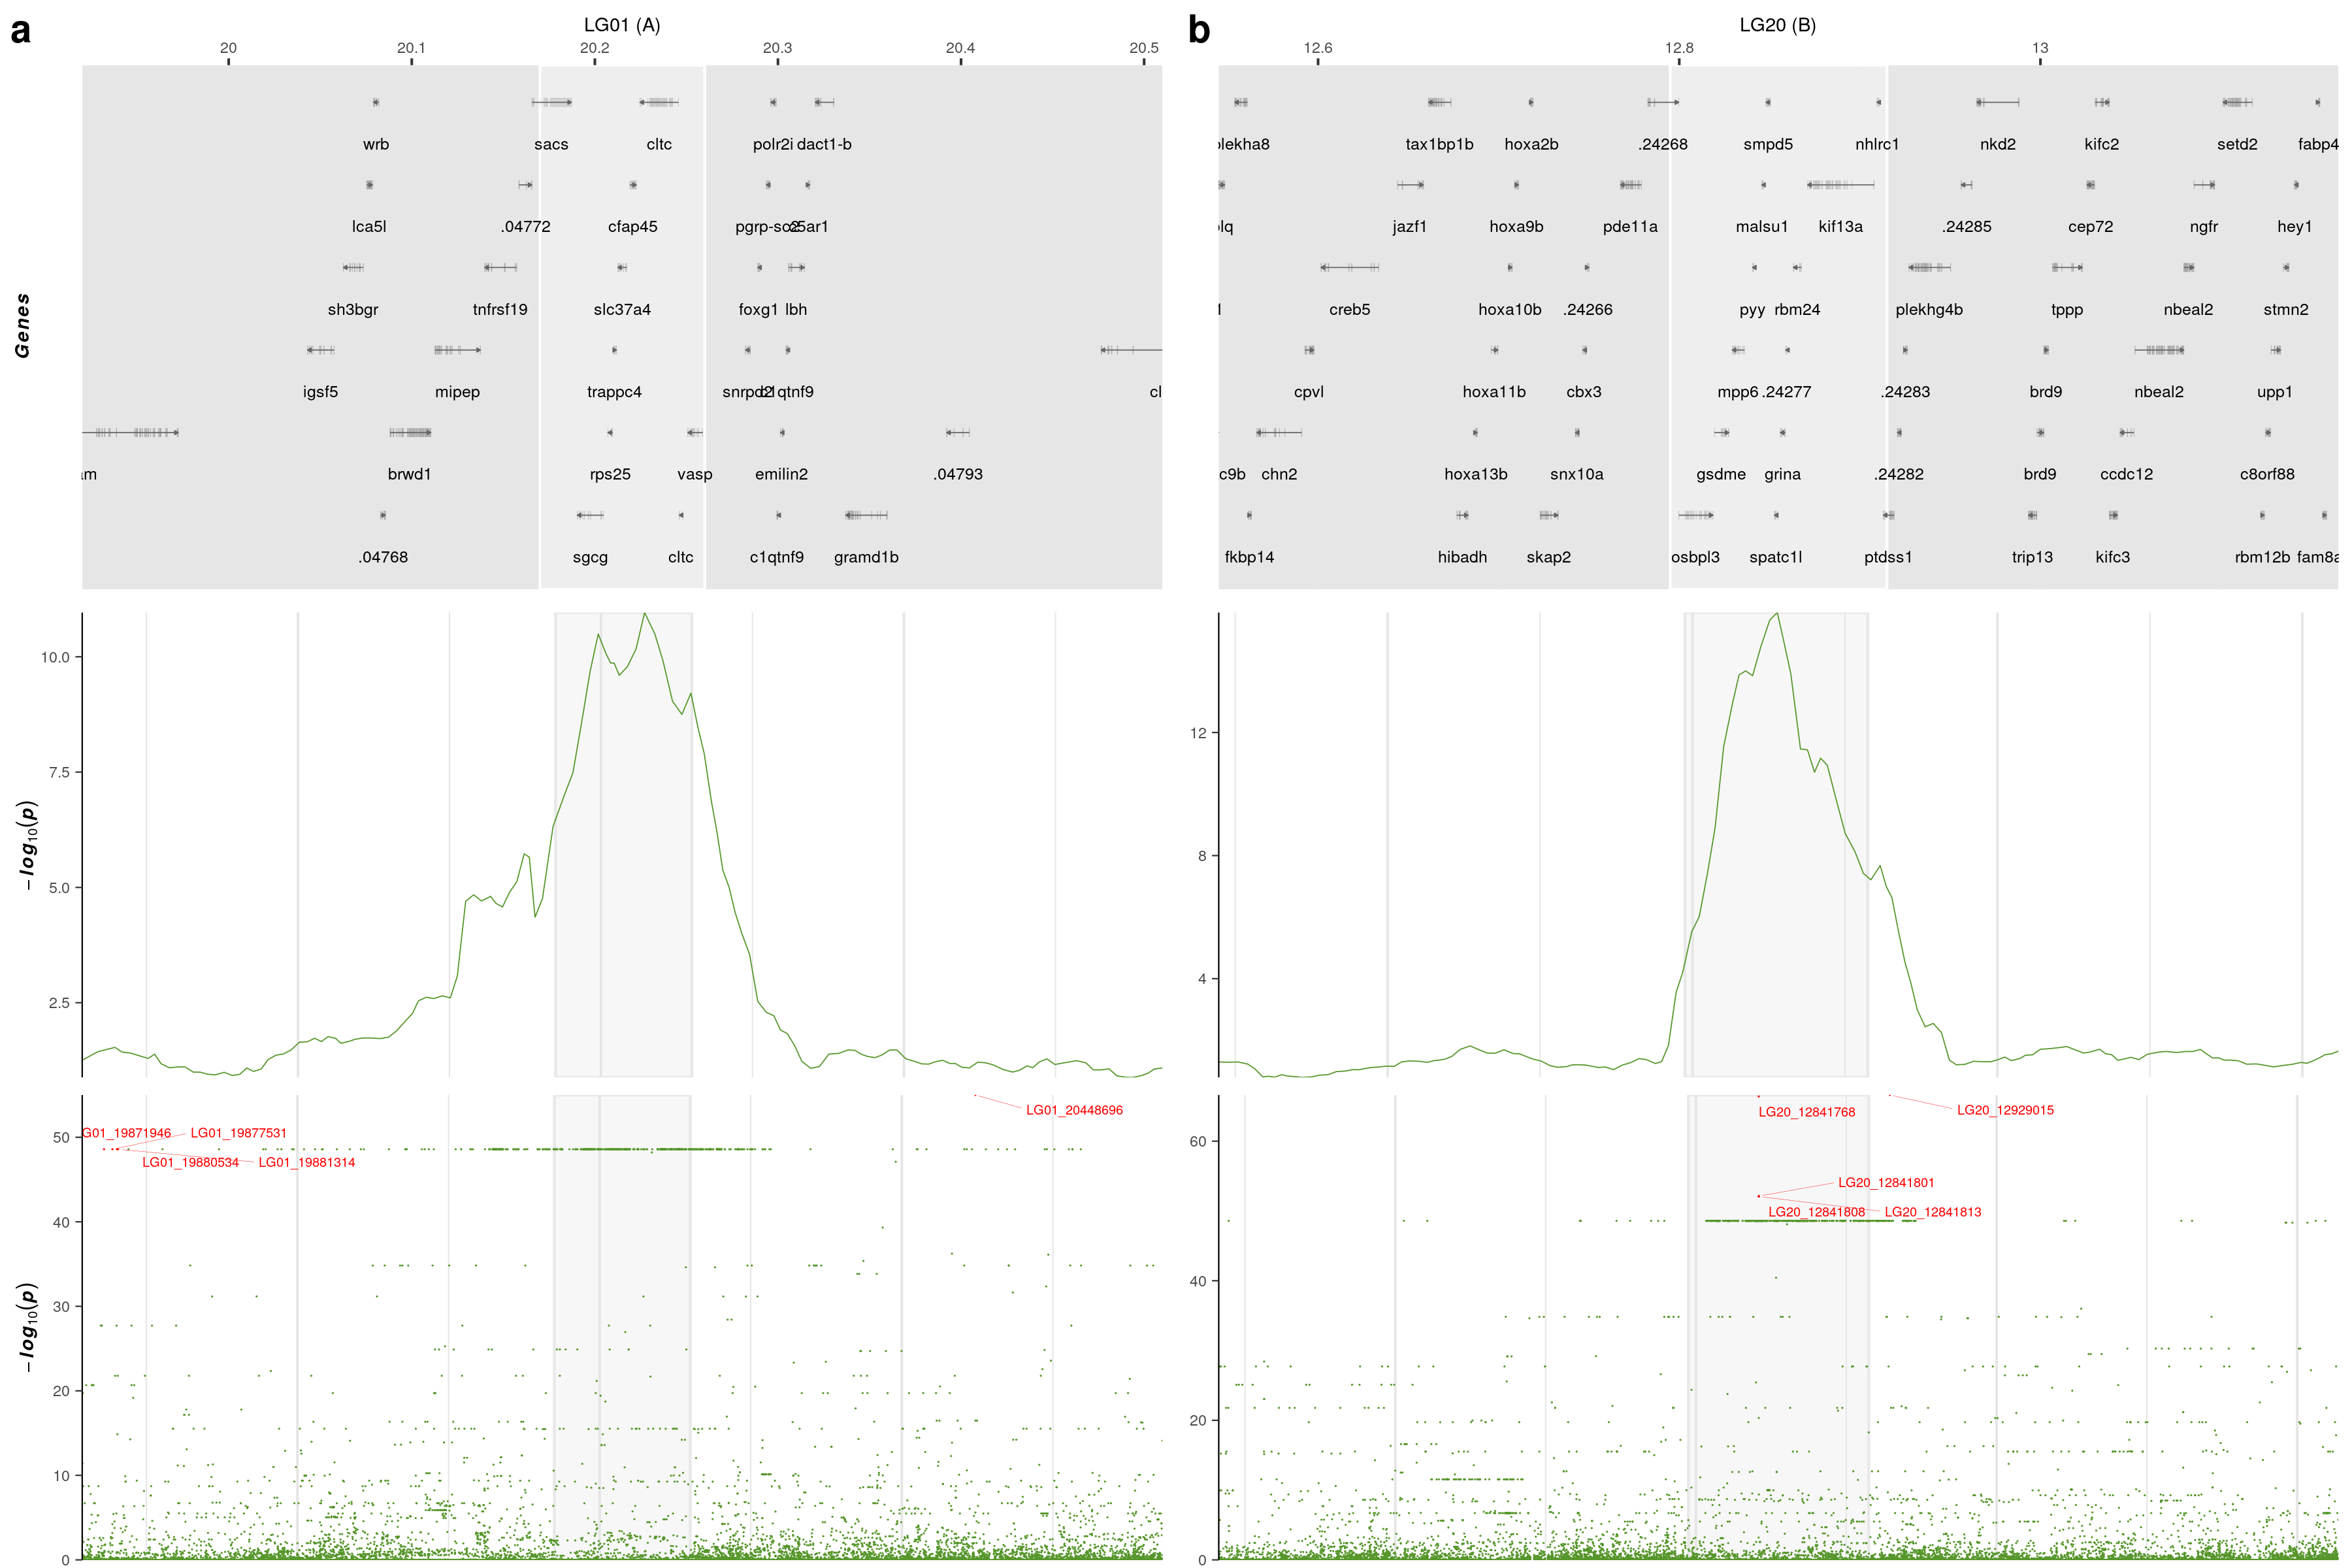 a
LG01 (A)
20 20.1 20.2 20.3 20.4 20.5
Genes
wrb sacs cltc polr2i dact1-b
lca5l .04772 cfap45 c5ar1
sh3bgr tnfrsf19 slc37a4 foxg1 lbh
igsf5 mipep trappc4 c1qtnf9 cl
am brwd1 rps25 vasp emilin2 .04793
.04768 sgcg cltc c1qtnf9 gramd1b
−log10(p)
10.0
7.5
5.0
2.5
−log10(p)
50
40
30
20
10
0
LG01_20448696
G01_19871946 LG01_19877531
LG01_19880534 LG01_19881314
b
LG20 (B)
12.6 12.8 13
plekha8 tax1bp1b hoxa2b .24268 smpd5 nhlrc1 nkd2 kifc2 setd2 fabp4
lq jazf1 hoxa9b pde11a malsu1 kif13a .24285 cep72 ngfr hey1
l creb5 hoxa10b .24266 pyy rbm24 plekhg4b tppp nbeal2 stmn2
cpvl hoxa11b cbx3 mpp6 .24277 .24283 brd9 nbeal2 upp1
c9b chn2 hoxa13b snx10a gsdme grina .24282 brd9 ccdc12 c8orf88
fkbp14 hibadh skap2 osbpl3 spatc1l ptdss1 trip13 kifc3 rbm12b fam8a
12
8
4
60
40
20
0
LG20_12841768 LG20_12929015
LG20_12841801
LG20_12841808 LG20_12841813